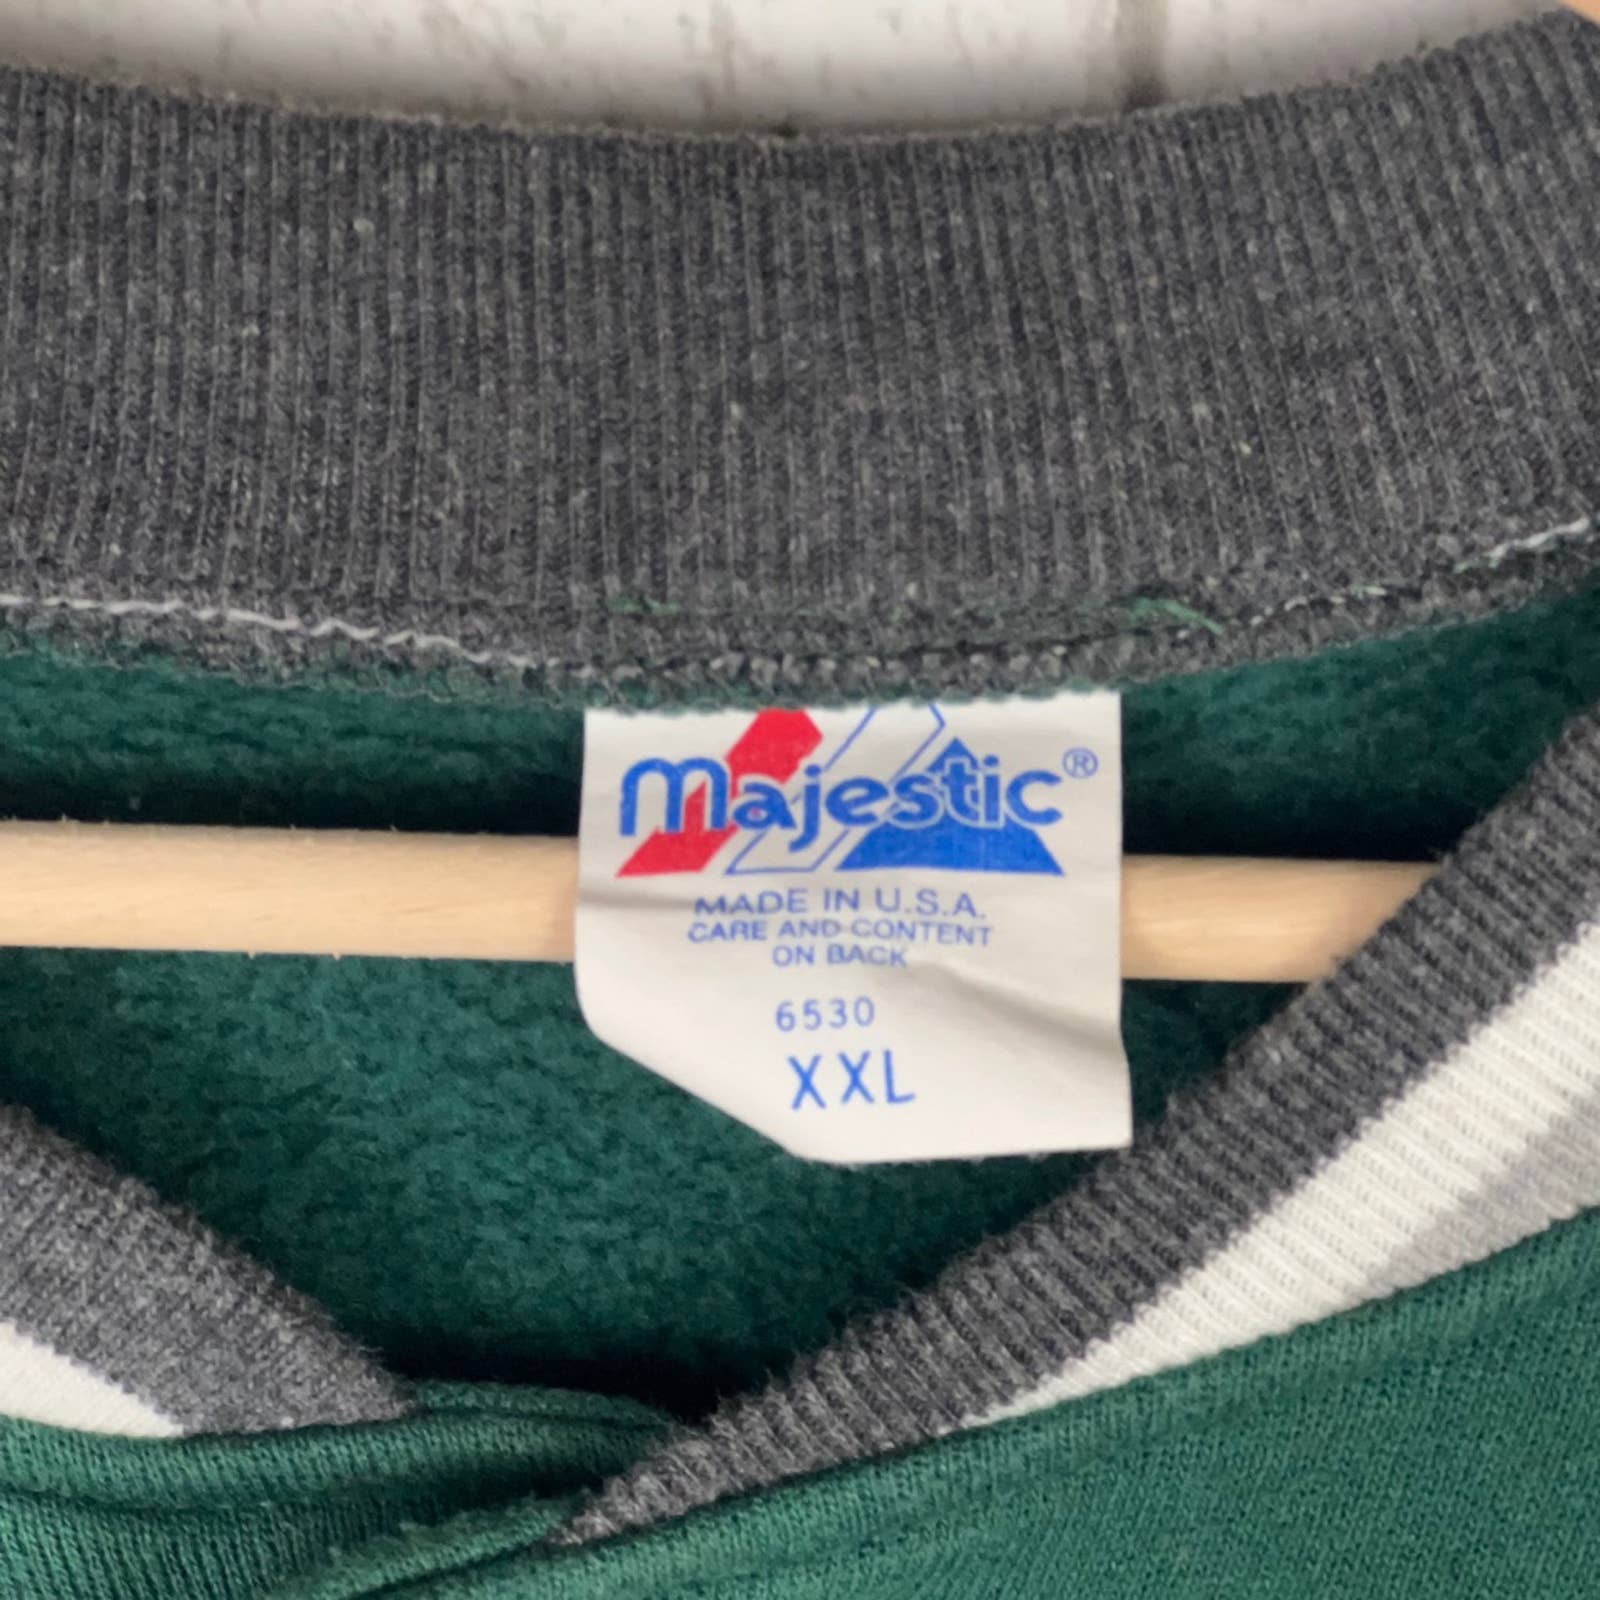 Majestic®
MADE IN U.S.A.
CARE AND CONTENT
ON BACK
6530
XXL